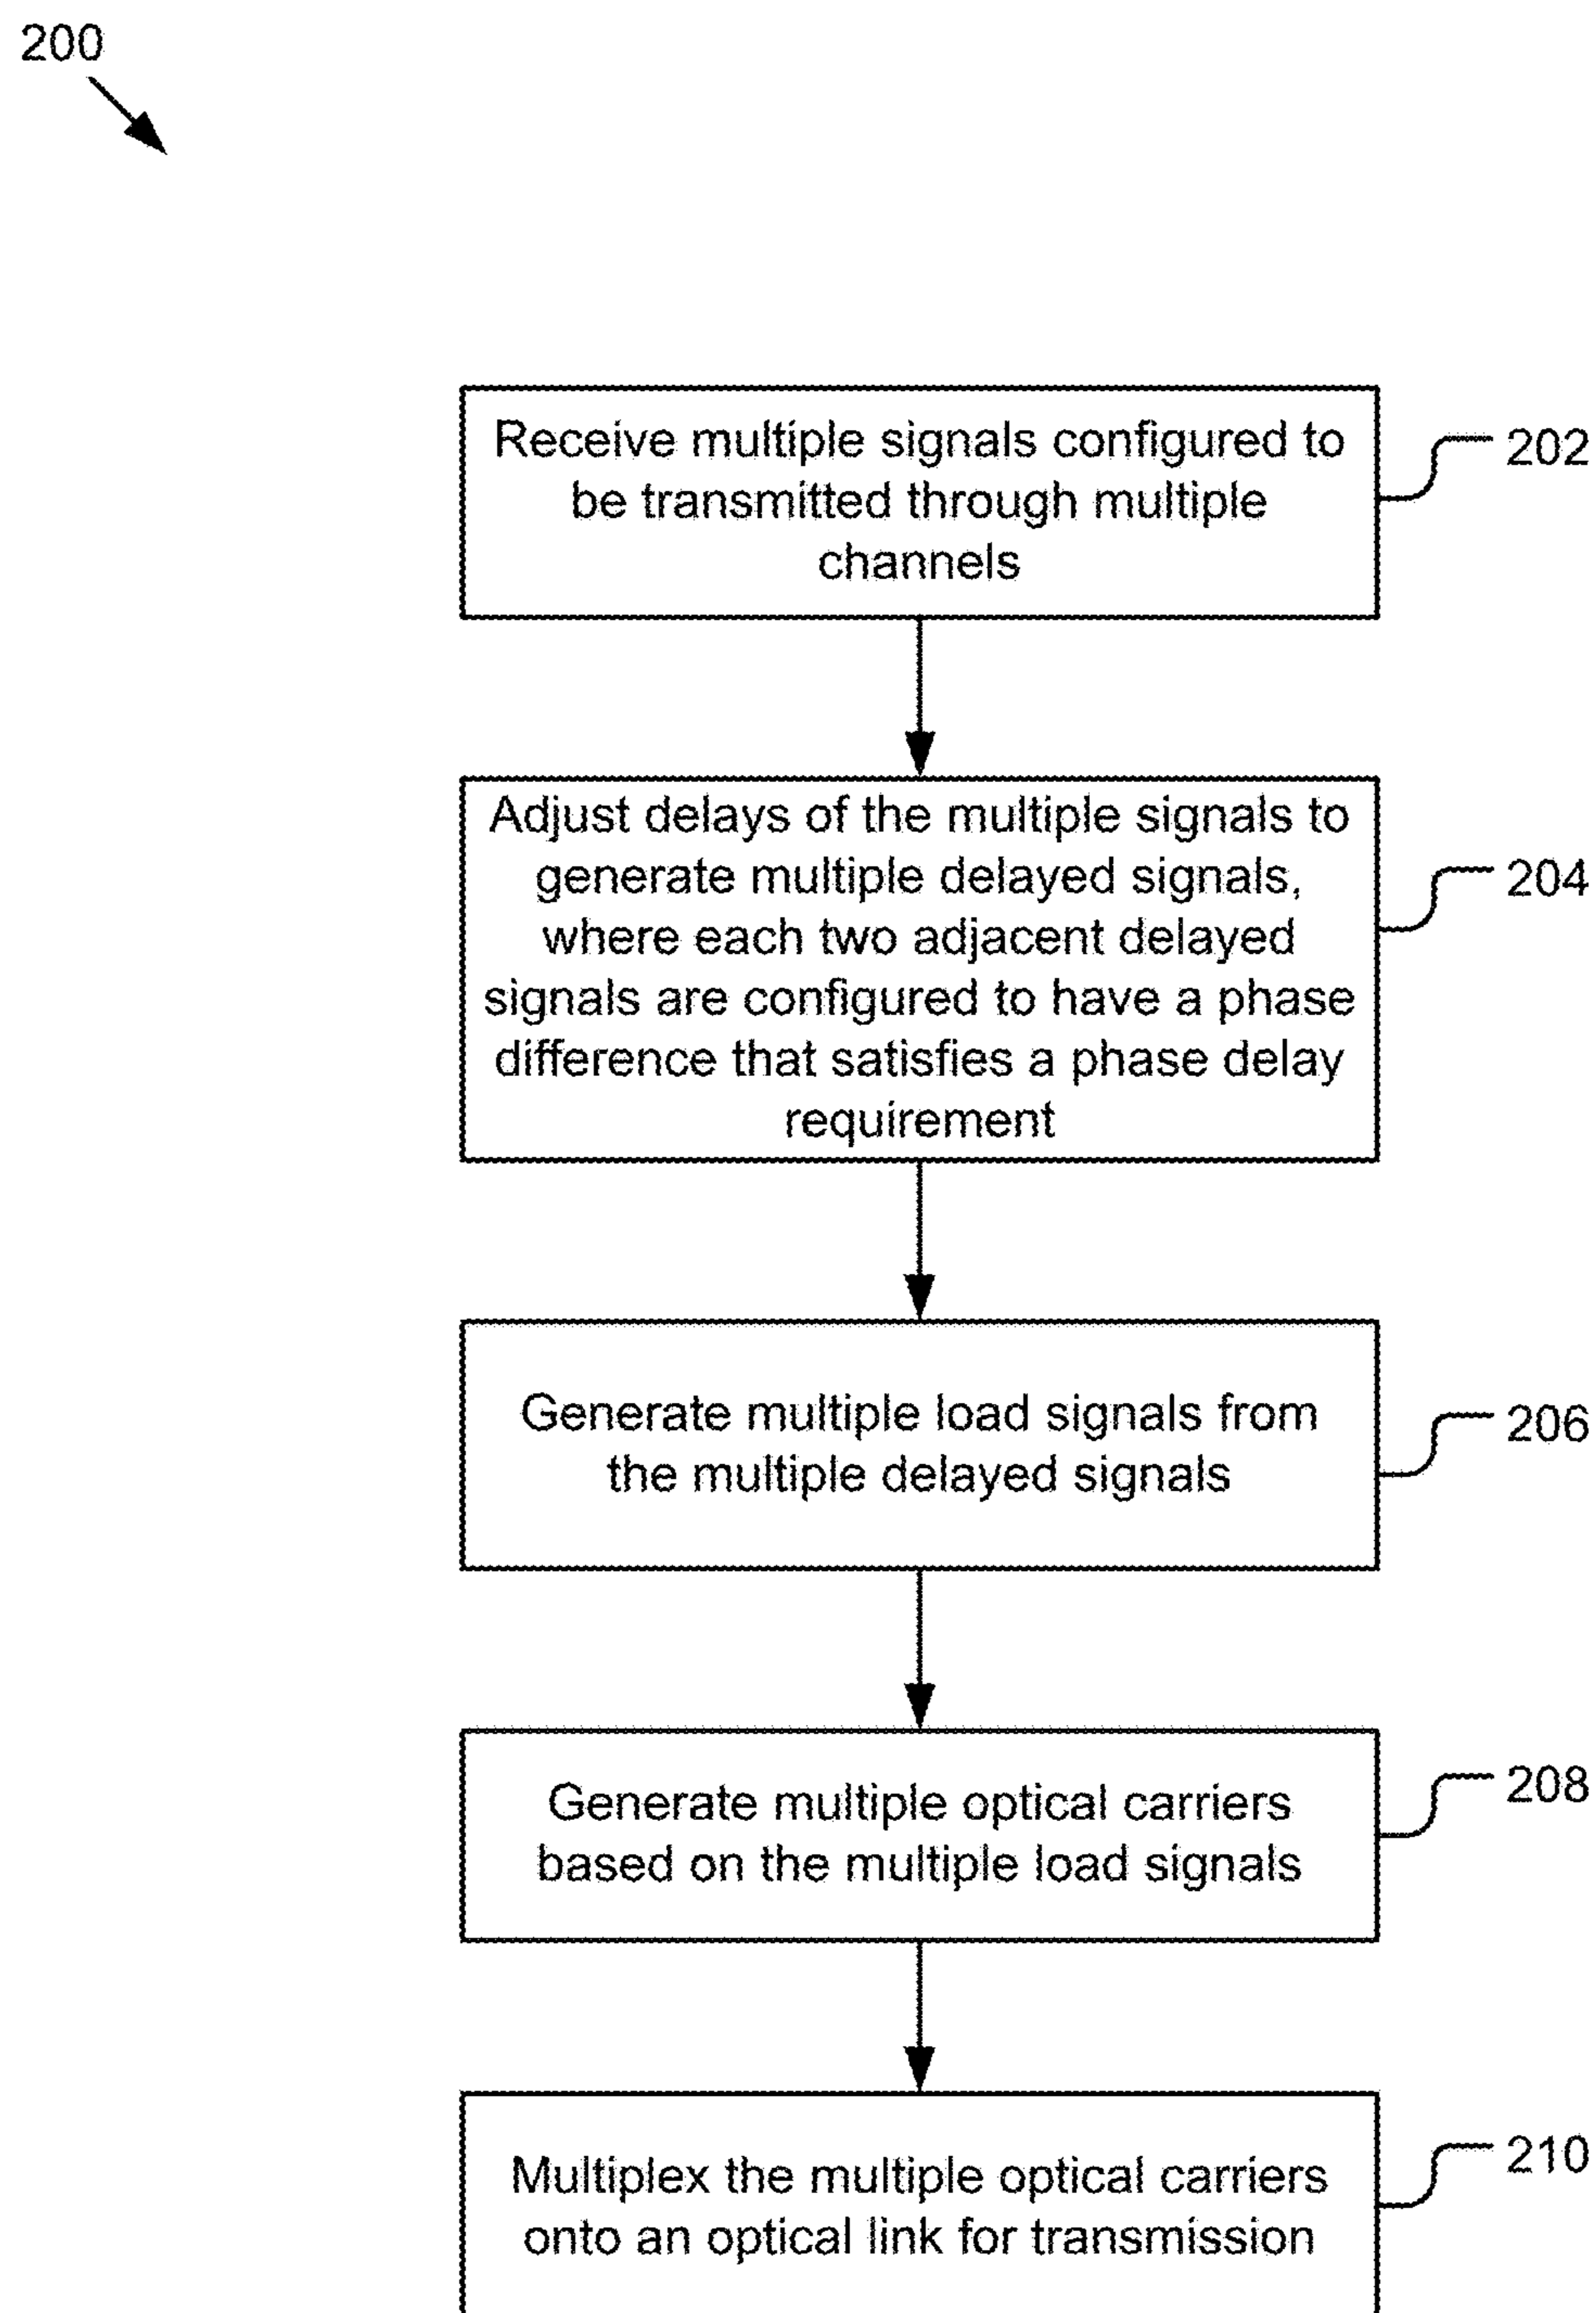 200
Receive multiple signals configured to
be transmitted through multiple
channels
202
Adjust delays of the multiple signals to
generate multiple delayed signals,
where each two adjacent delayed
signals are configured to have a phase
difference that satisfies a phase delay
requirement
204
Generate multiple load signals from
the multiple delayed signals
206
Generate multiple optical carriers
based on the multiple load signals
208
Multiplex the multiple optical carriers
onto an optical link for transmission
210